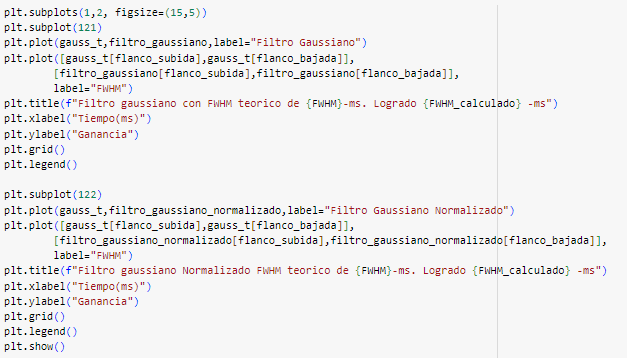 plt.subplots(1,2, figsize=(15,5))
plt.subplot(121)
plt.plot(gauss_t,filtro_gaussiano,label="Filtro Gaussiano")
plt.plot([gauss_t[flanco_subida],gauss_t[flanco_bajada]],
[filtro_gaussiano[flanco_subida],filtro_gaussiano[flanco_bajada]],
label="FWHM")
plt.title(f"Filtro gaussiano con FWHM teorico de {FWHM}-ms. Logrado {FWHM_calculado} -ms")
plt.xlabel("Tiempo(ms)")
plt.ylabel("Ganancia")
plt.grid()
plt.legend()

plt.subplot(122)
plt.plot(gauss_t,filtro_gaussiano_normalizado,label="Filtro Gaussiano Normalizado")
plt.plot([gauss_t[flanco_subida],gauss_t[flanco_bajada]],
[filtro_gaussiano_normalizado[flanco_subida],filtro_gaussiano_normalizado[flanco_bajada]],
label="FWHM")
plt.title(f"Filtro gaussiano Normalizado FWHM teorico de {FWHM}-ms. Logrado {FWHM_calculado} -ms")
plt.xlabel("Tiempo(ms)")
plt.ylabel("Ganancia")
plt.grid()
plt.legend()
plt.show()